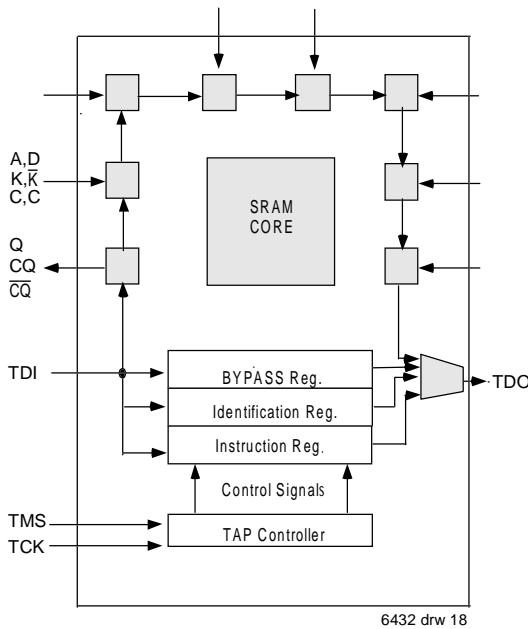 A,D
K,K̅
C,C
Q
CQ
C̅Q̅
SRAM
CORE
TDI
BYPASS Reg.
Identification Reg.
Instruction Reg.
TDO
Control Signals
TMS
TCK
TAP Controller
6432 drw 18